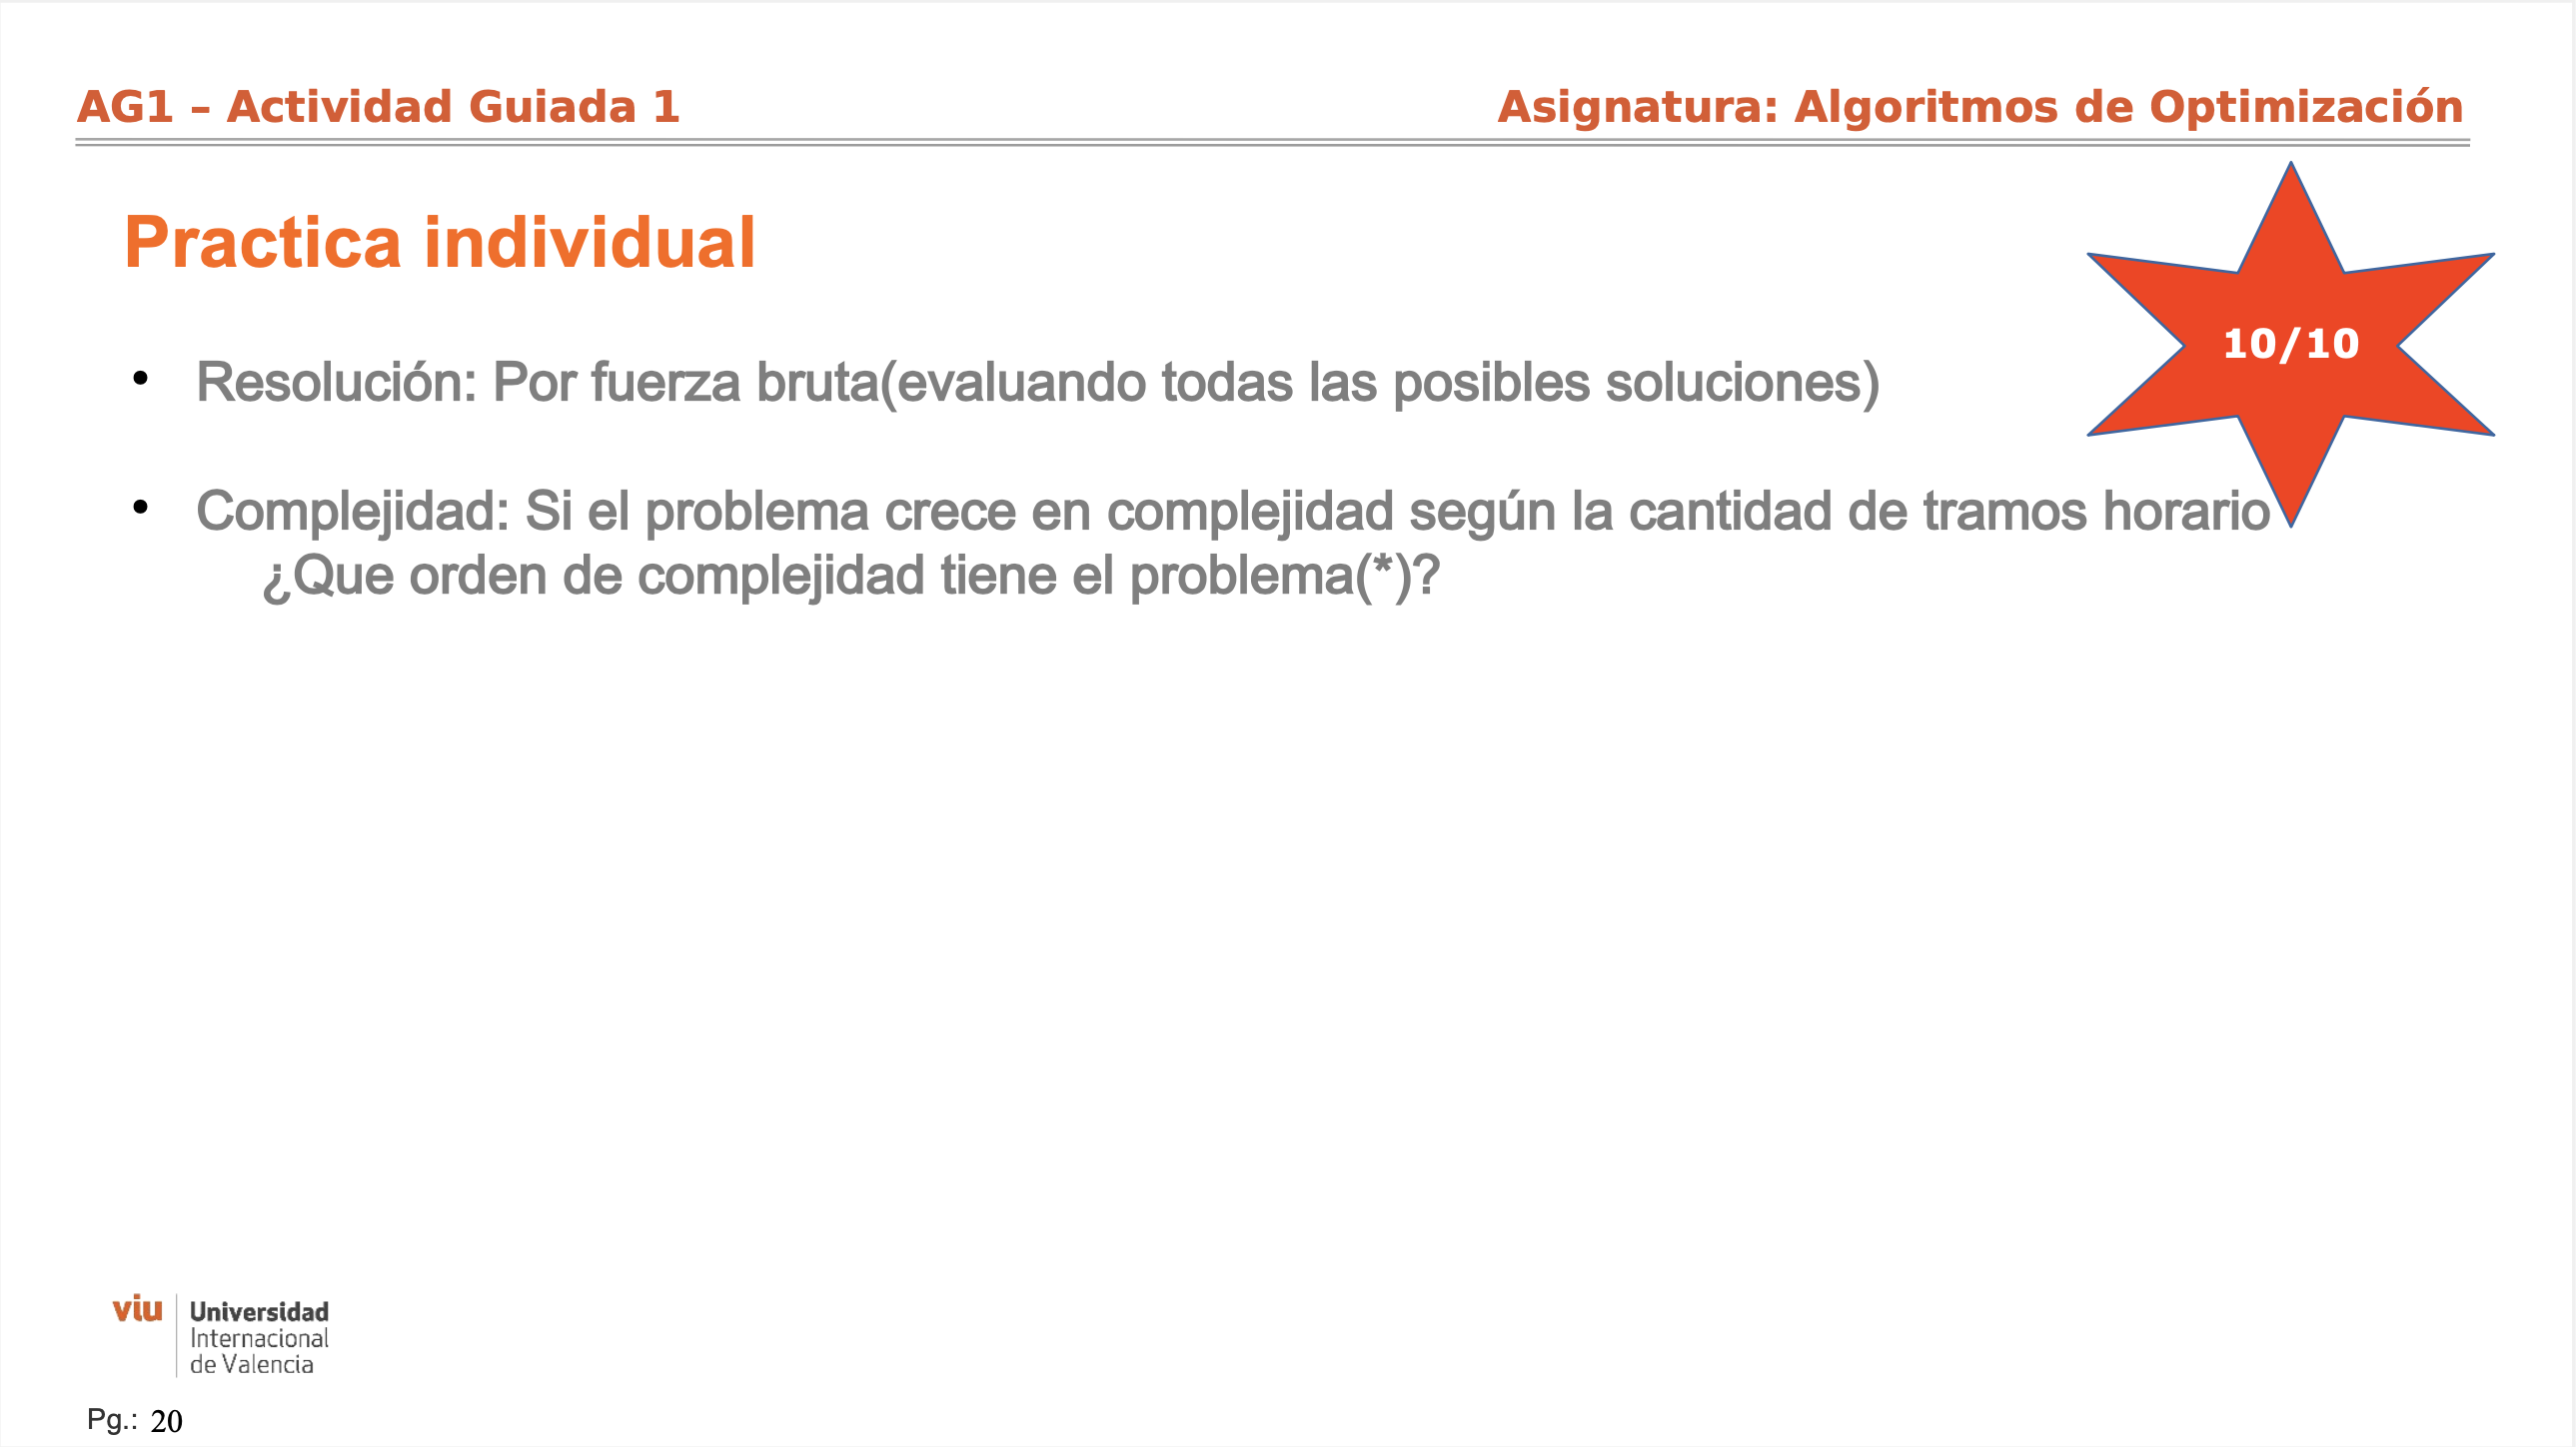 AG1 – Actividad Guiada 1
Asignatura: Algoritmos de Optimización
Practica individual
10/10
• Resolución: Por fuerza bruta(evaluando todas las posibles soluciones)
• Complejidad: Si el problema crece en complejidad según la cantidad de tramos horario
¿Que orden de complejidad tiene el problema(*)?
viu
Universidad
Internacional
de Valencia
Pg.: 20